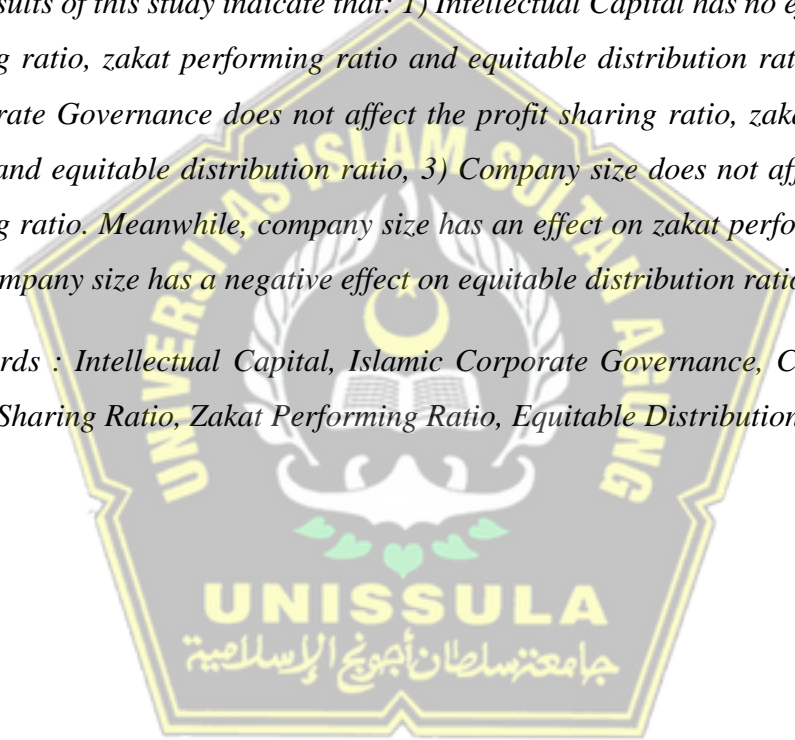 sults of this study indicate that: 1) Intellectual Capital has no e
g ratio, zakat performing ratio and equitable distribution rat
rate Governance does not affect the profit sharing ratio, zak
and equitable distribution ratio, 3) Company size does not aff
g ratio. Meanwhile, company size has an effect on zakat perfo
mpany size has a negative effect on equitable distribution ratio
rds : Intellectual Capital, Islamic Corporate Governance, C
Sharing Ratio, Zakat Performing Ratio, Equitable Distribution
UNIVERSITAS ISLAM SULTAN AGUNG
UNISSULA
جامعة سلطان أجونج الإسلامية